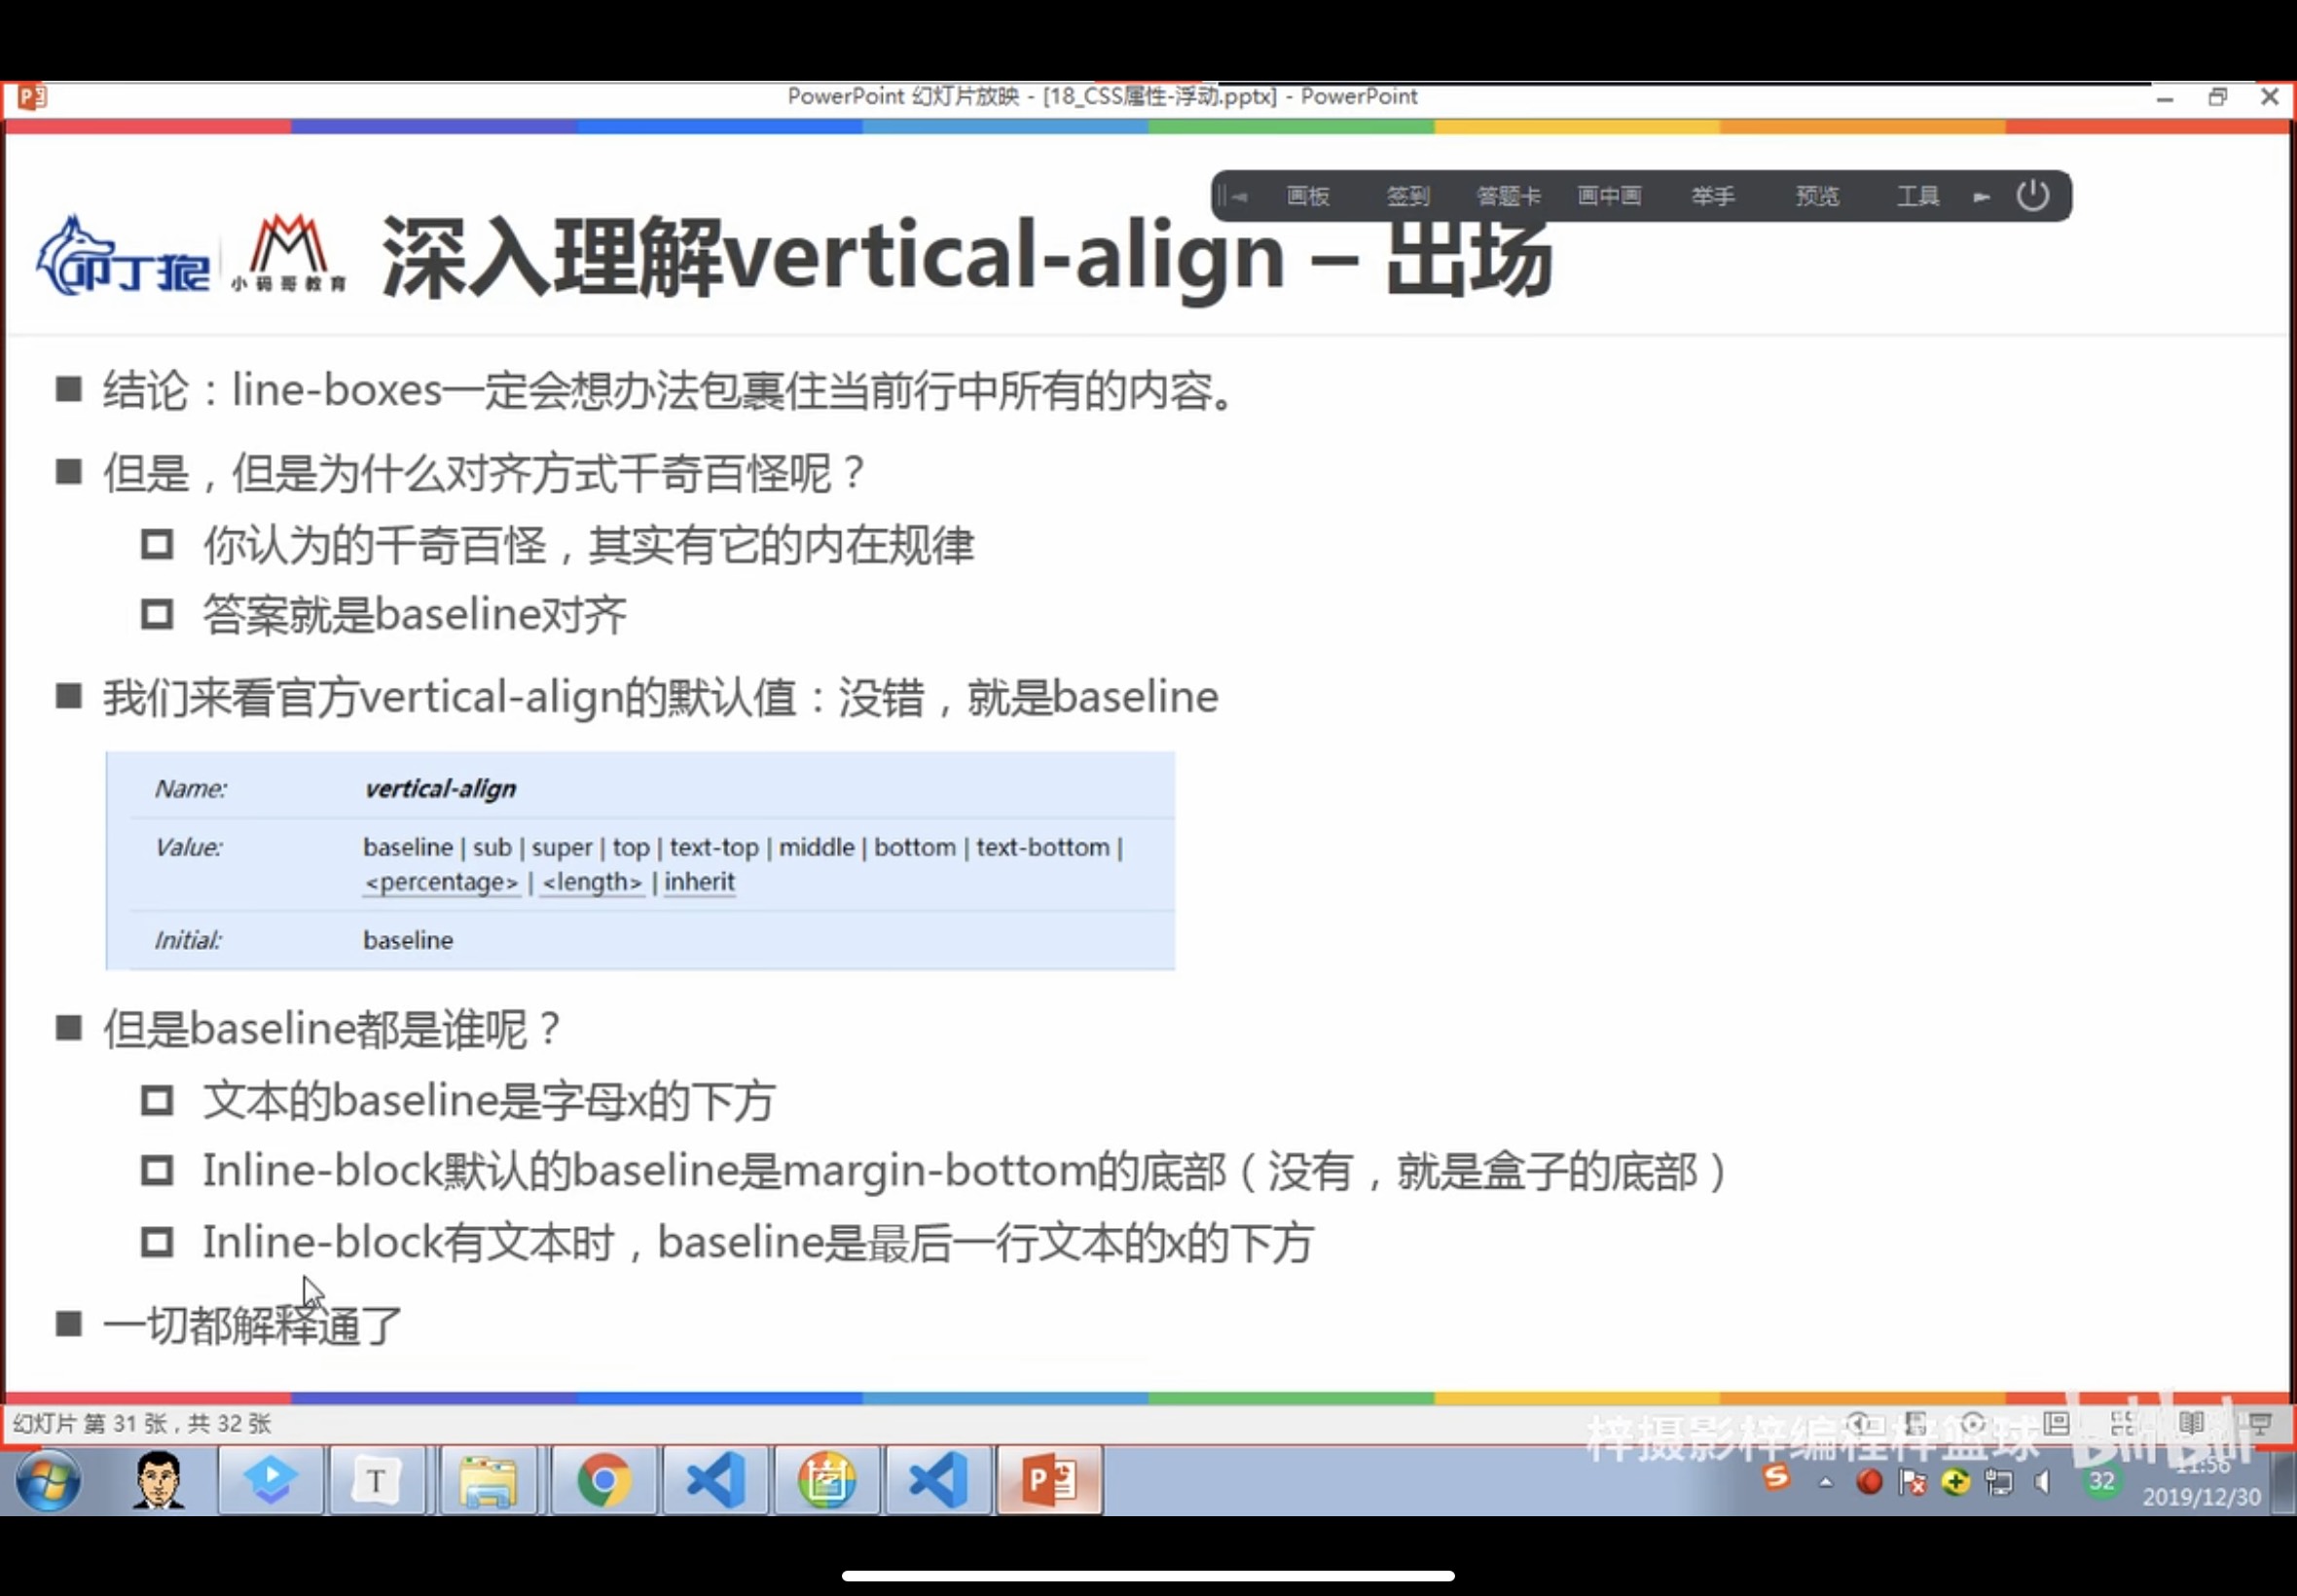 PowerPoint 幻灯片放映 - [18_CSS属性-浮动.pptx] - PowerPoint
画板 签到 答题卡 画中画 举手 预览 工具
叩丁狼 小码哥教育 深入理解vertical-align – 出场
■ 结论：line-boxes一定会想办法包裹住当前行中所有的内容。
■ 但是，但是为什么对齐方式千奇百怪呢？
你认为的千奇百怪，其实有它的内在规律
答案就是baseline对齐
■ 我们来看官方vertical-align的默认值：没错，就是baseline
Name: vertical-align
Value: baseline | sub | super | top | text-top | middle | bottom | text-bottom |
<percentage> | <length> | inherit
Initial: baseline
■ 但是baseline都是谁呢？
文本的baseline是字母x的下方
Inline-block默认的baseline是margin-bottom的底部（没有，就是盒子的底部）
Inline-block有文本时，baseline是最后一行文本的x的下方
■ 一切都解释通了
幻灯片 第 31 张，共 32 张
梓摄影梓编程梓篮球 bilibili
T
32
11:56
2019/12/30